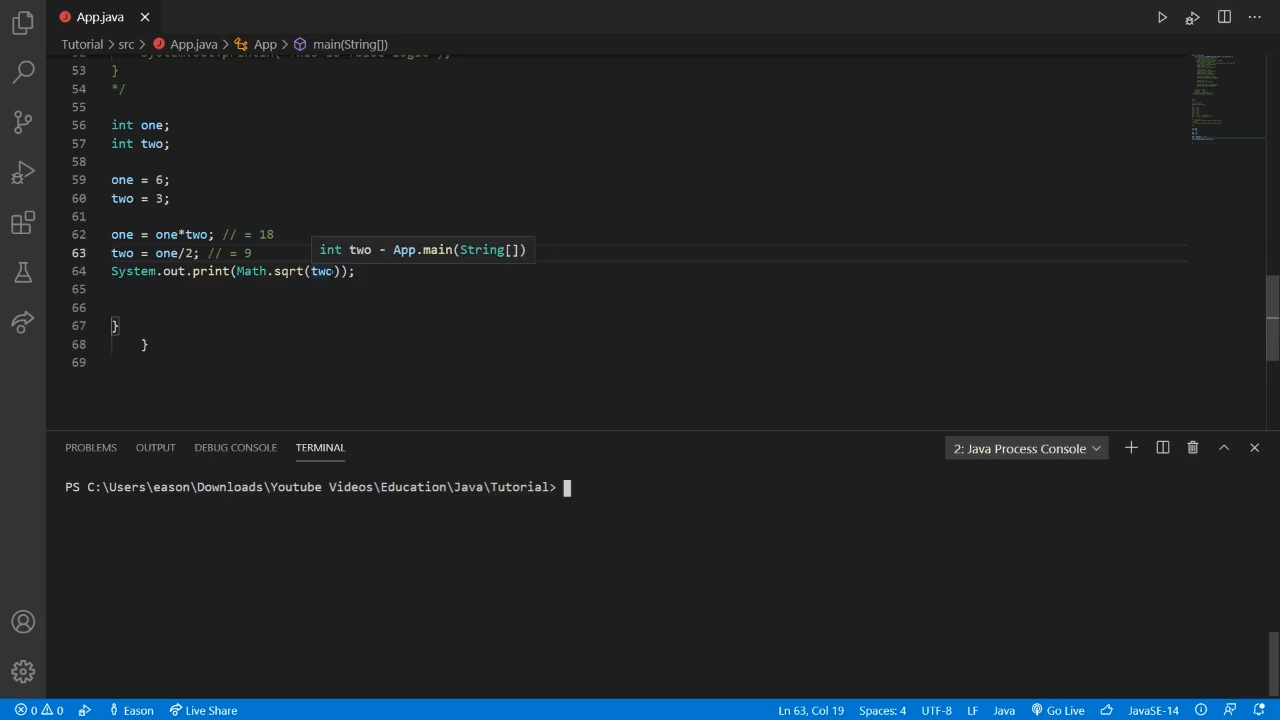 App.java
Tutorial > src > App.java > App > main(String[])
53 }
54 */
55
56 int one;
57 int two;
58
59 one = 6;
60 two = 3;
61
62 one = one*two; // = 18
int two - App.main(String[])
63 two = one/2; // = 9
64 System.out.print(Math.sqrt(two));
65
66
67 }
68 }
69
PROBLEMS OUTPUT DEBUG CONSOLE TERMINAL 2: Java Process Console
PS C:\Users\eason\Downloads\Youtube Videos\Education\Java\Tutorial>
0 0 Eason Live Share Ln 63, Col 19 Spaces: 4 UTF-8 LF Java Go Live JavaSE-14